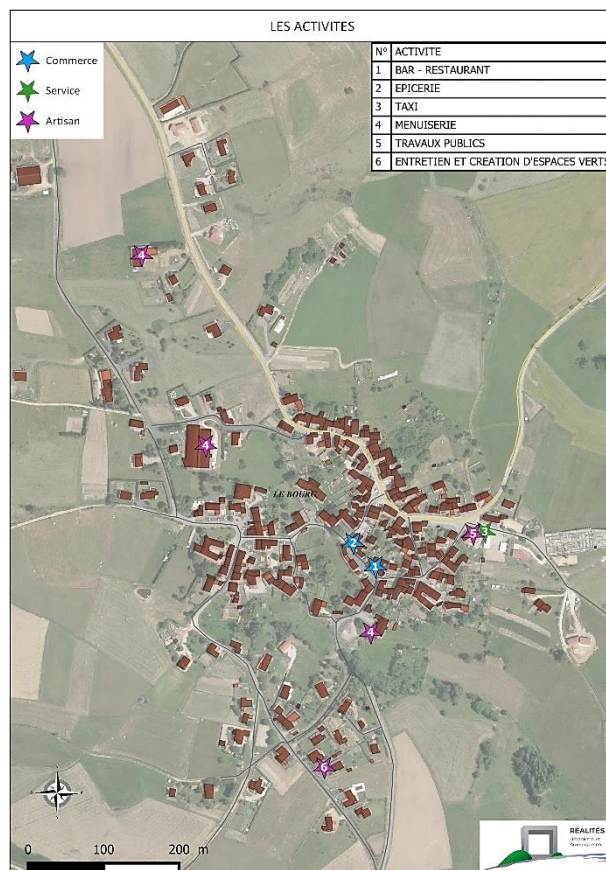 LES ACTIVITES
Commerce
Service
Artisan
N° ACTIVITE
1 BAR - RESTAURANT
2 EPICERIE
3 TAXI
4 MENUISERIE
5 TRAVAUX PUBLICS
6 ENTRETIEN ET CREATION D'ESPACES VERTS
4
4
LE BOURG
2
5 3
1
4
6
0 100 200 m
RÉALITÉS